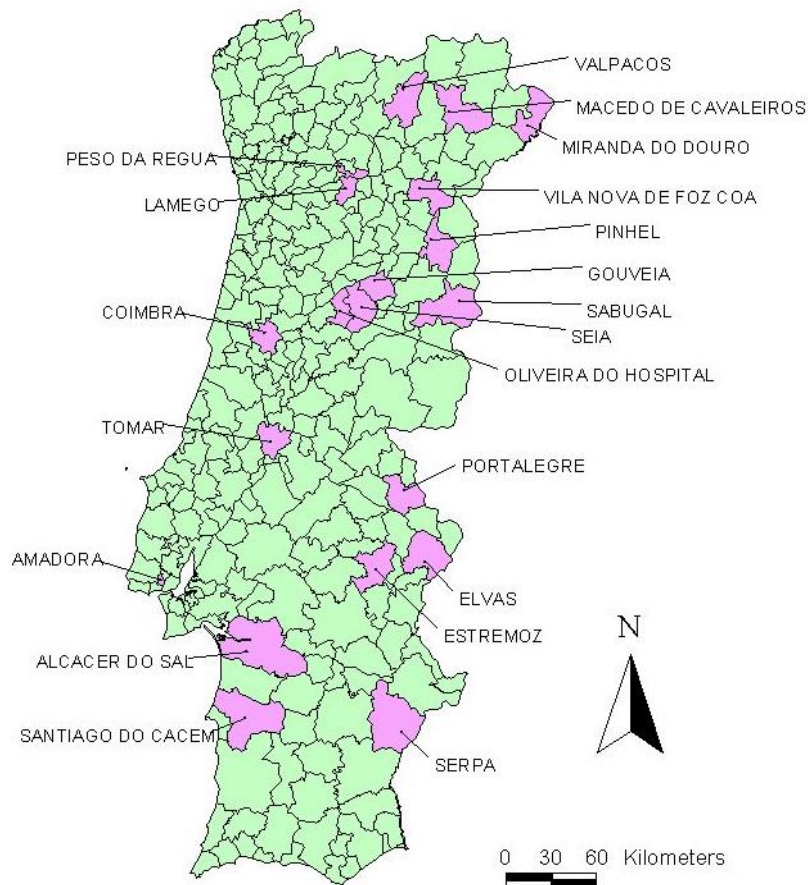 VALPACOS
MACEDO DE CAVALEIROS
MIRANDA DO DOURO
PESO DA REGUA
LAMEGO
VILA NOVA DE FOZ COA
PINHEL
GOUVEIA
COIMBRA
SABUGAL
SEIA
OLIVEIRA DO HOSPITAL
TOMAR
PORTALEGRE
AMADORA
ELVAS
ESTREMOZ
N
ALCACER DO SAL
SANTIAGO DO CACEM
SERPA
0 30 60 Kilometers